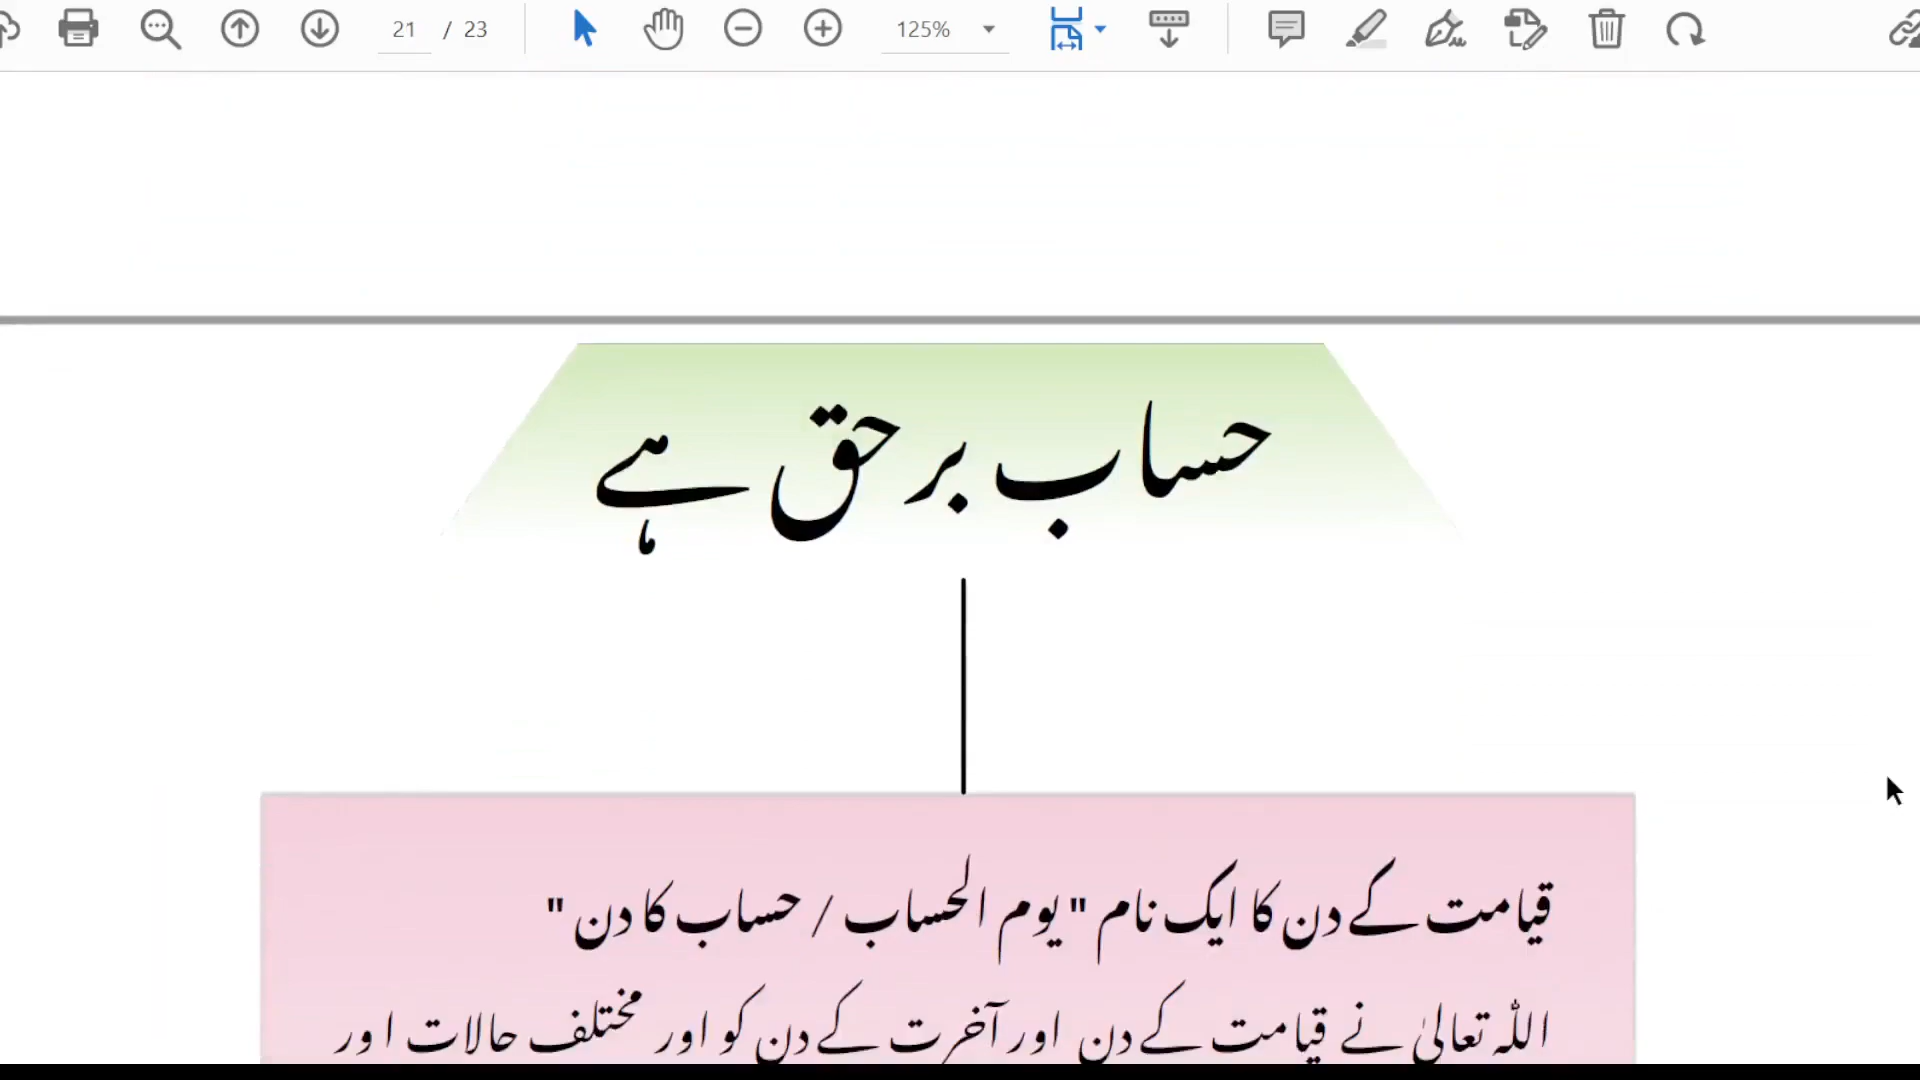 21 / 23 125%
حساب برحق ہے
قیامت کے دن کا ایک نام " یوم الحساب / حساب کا دن "
اللہ تعالیٰ نے قیامت کے دن اور آخرت کے دن کو اور مختلف حالات اور